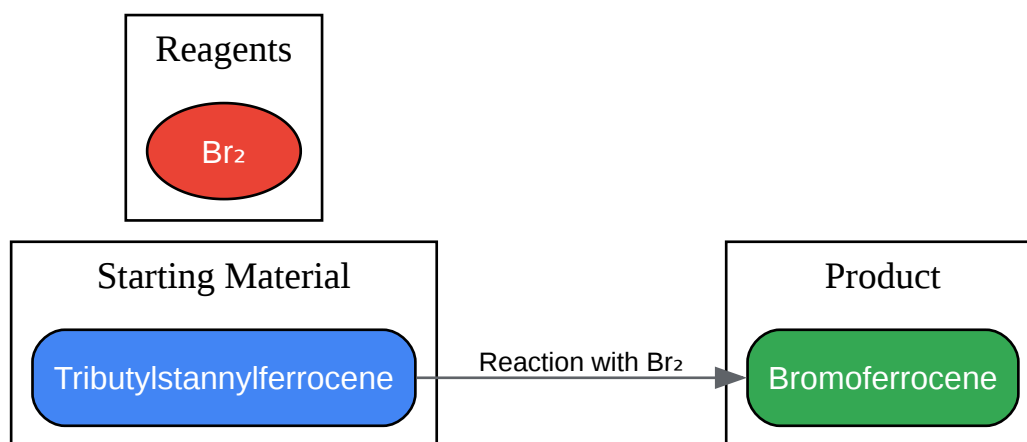 Reagents
Br₂
Starting Material
Tributylstannylferrocene
Reaction with Br₂
Product
Bromoferrocene